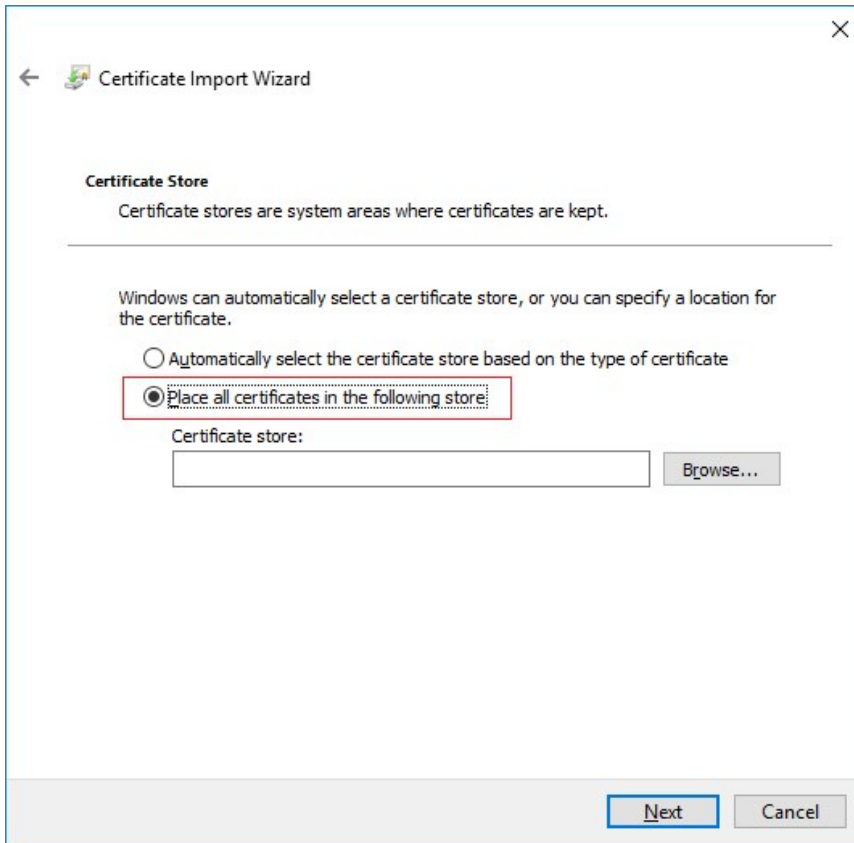 Certificate Import Wizard
Certificate Store
Certificate stores are system areas where certificates are kept.
Windows can automatically select a certificate store, or you can specify a location for
the certificate.
Automatically select the certificate store based on the type of certificate
Place all certificates in the following store
Certificate store:
Browse...
Next
Cancel